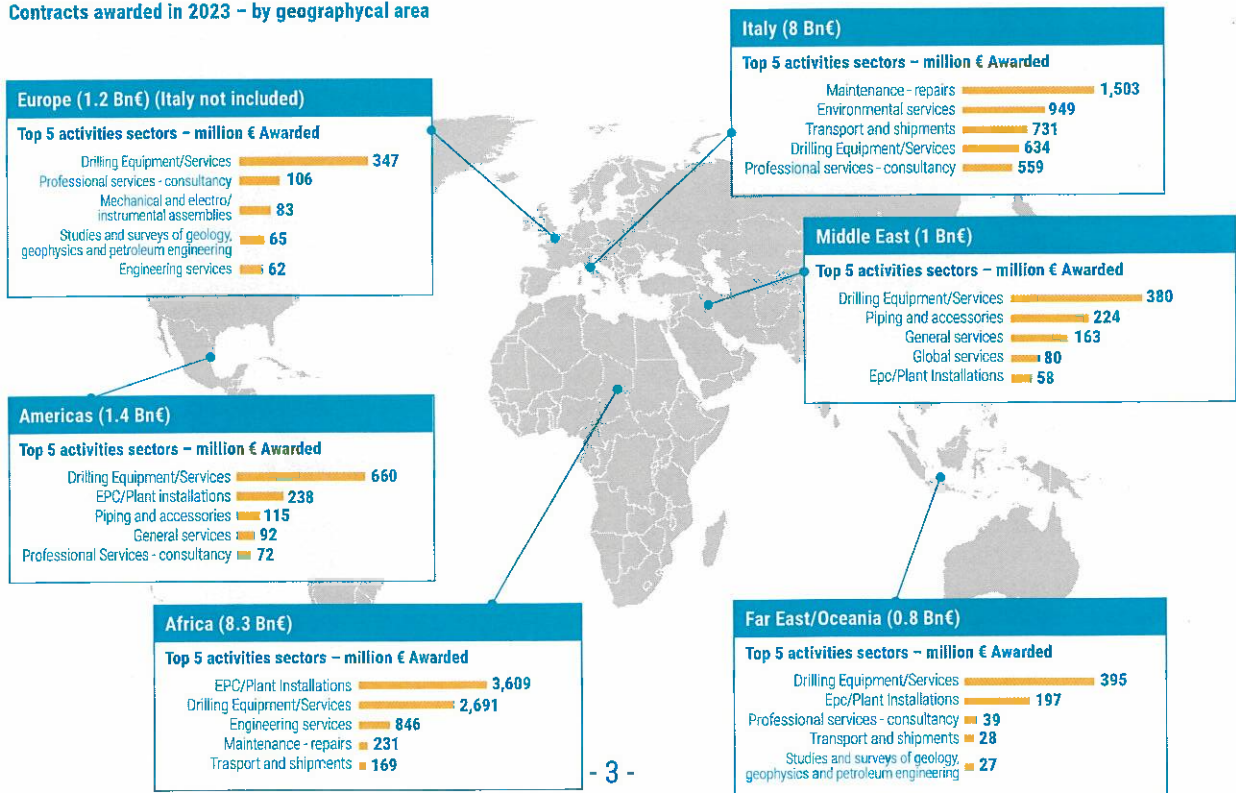 Contracts awarded in 2023 – by geographycal area
Italy (8 Bn€)
Top 5 activities sectors – million € Awarded
Maintenance - repairs 1,503
Environmental services 949
Transport and shipments 731
Drilling Equipment/Services 634
Professional services - consultancy 559
Europe (1.2 Bn€) (Italy not included)
Top 5 activities sectors – million € Awarded
Drilling Equipment/Services 347
Professional services - consultancy 106
Mechanical and electro/
instrumental assemblies 83
Studies and surveys of geology,
geophysics and petroleum engineering 65
Engineering services 62
Middle East (1 Bn€)
Top 5 activities sectors – million € Awarded
Drilling Equipment/Services 380
Piping and accessories 224
General services 163
Global services 80
Epc/Plant Installations 58
Americas (1.4 Bn€)
Top 5 activities sectors – million € Awarded
Drilling Equipment/Services 660
EPC/Plant installations 238
Piping and accessories 115
General services 92
Professional Services - consultancy 72
Africa (8.3 Bn€)
Top 5 activities sectors – million € Awarded
EPC/Plant Installations 3,609
Drilling Equipment/Services 2,691
Engineering services 846
Maintenance - repairs 231
Trasport and shipments 169
Far East/Oceania (0.8 Bn€)
Top 5 activities sectors – million € Awarded
Drilling Equipment/Services 395
Epc/Plant Installations 197
Professional services - consultancy 39
Transport and shipments 28
Studies and surveys of geology,
geophysics and petroleum engineering 27
- 3 -